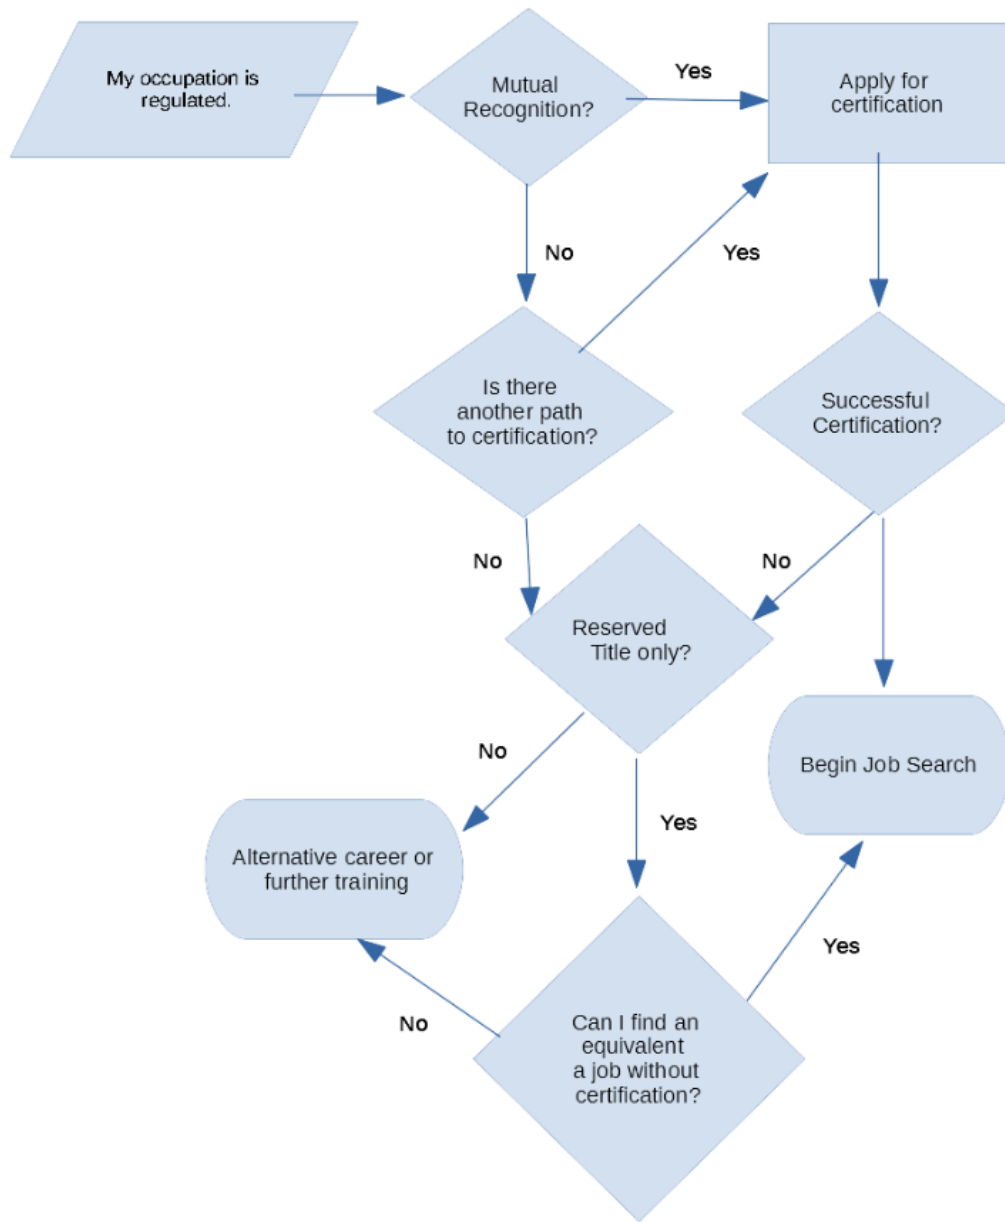 My occupation is
regulated.
Mutual
Recognition?
Yes
Apply for
certification
No
Yes
Is there
another path
to certification?
Successful
Certification?
No
No
Reserved
Title only?
No
Yes
Begin Job Search
Alternative career or
further training
No
Yes
Can I find an
equivalent
a job without
certification?